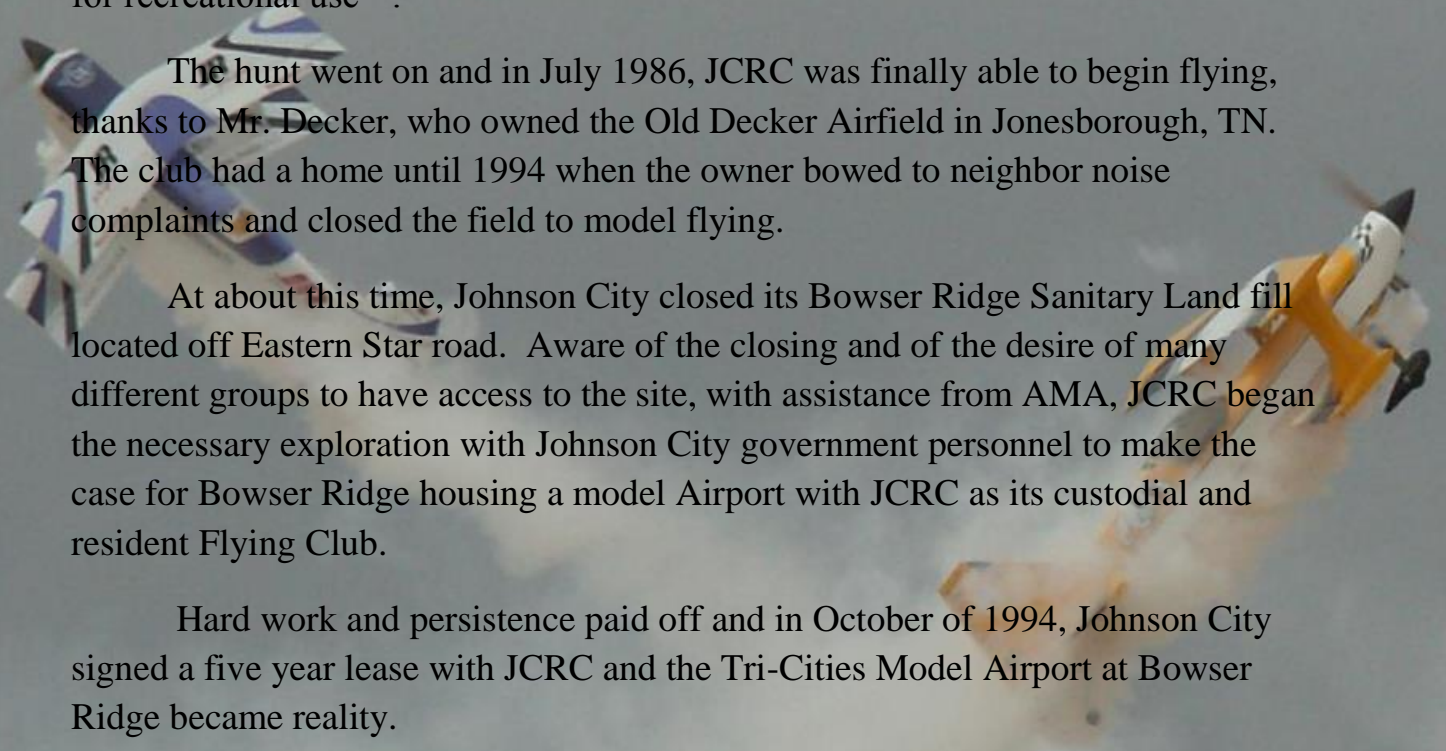 for recreational use”.
The hunt went on and in July 1986, JCRC was finally able to begin flying,
thanks to Mr. Decker, who owned the Old Decker Airfield in Jonesborough, TN.
The club had a home until 1994 when the owner bowed to neighbor noise
complaints and closed the field to model flying.
At about this time, Johnson City closed its Bowser Ridge Sanitary Land fill
located off Eastern Star road.  Aware of the closing and of the desire of many
different groups to have access to the site, with assistance from AMA, JCRC began
the necessary exploration with Johnson City government personnel to make the
case for Bowser Ridge housing a model Airport with JCRC as its custodial and
resident Flying Club.
Hard work and persistence paid off and in October of 1994, Johnson City
signed a five year lease with JCRC and the Tri-Cities Model Airport at Bowser
Ridge became reality.